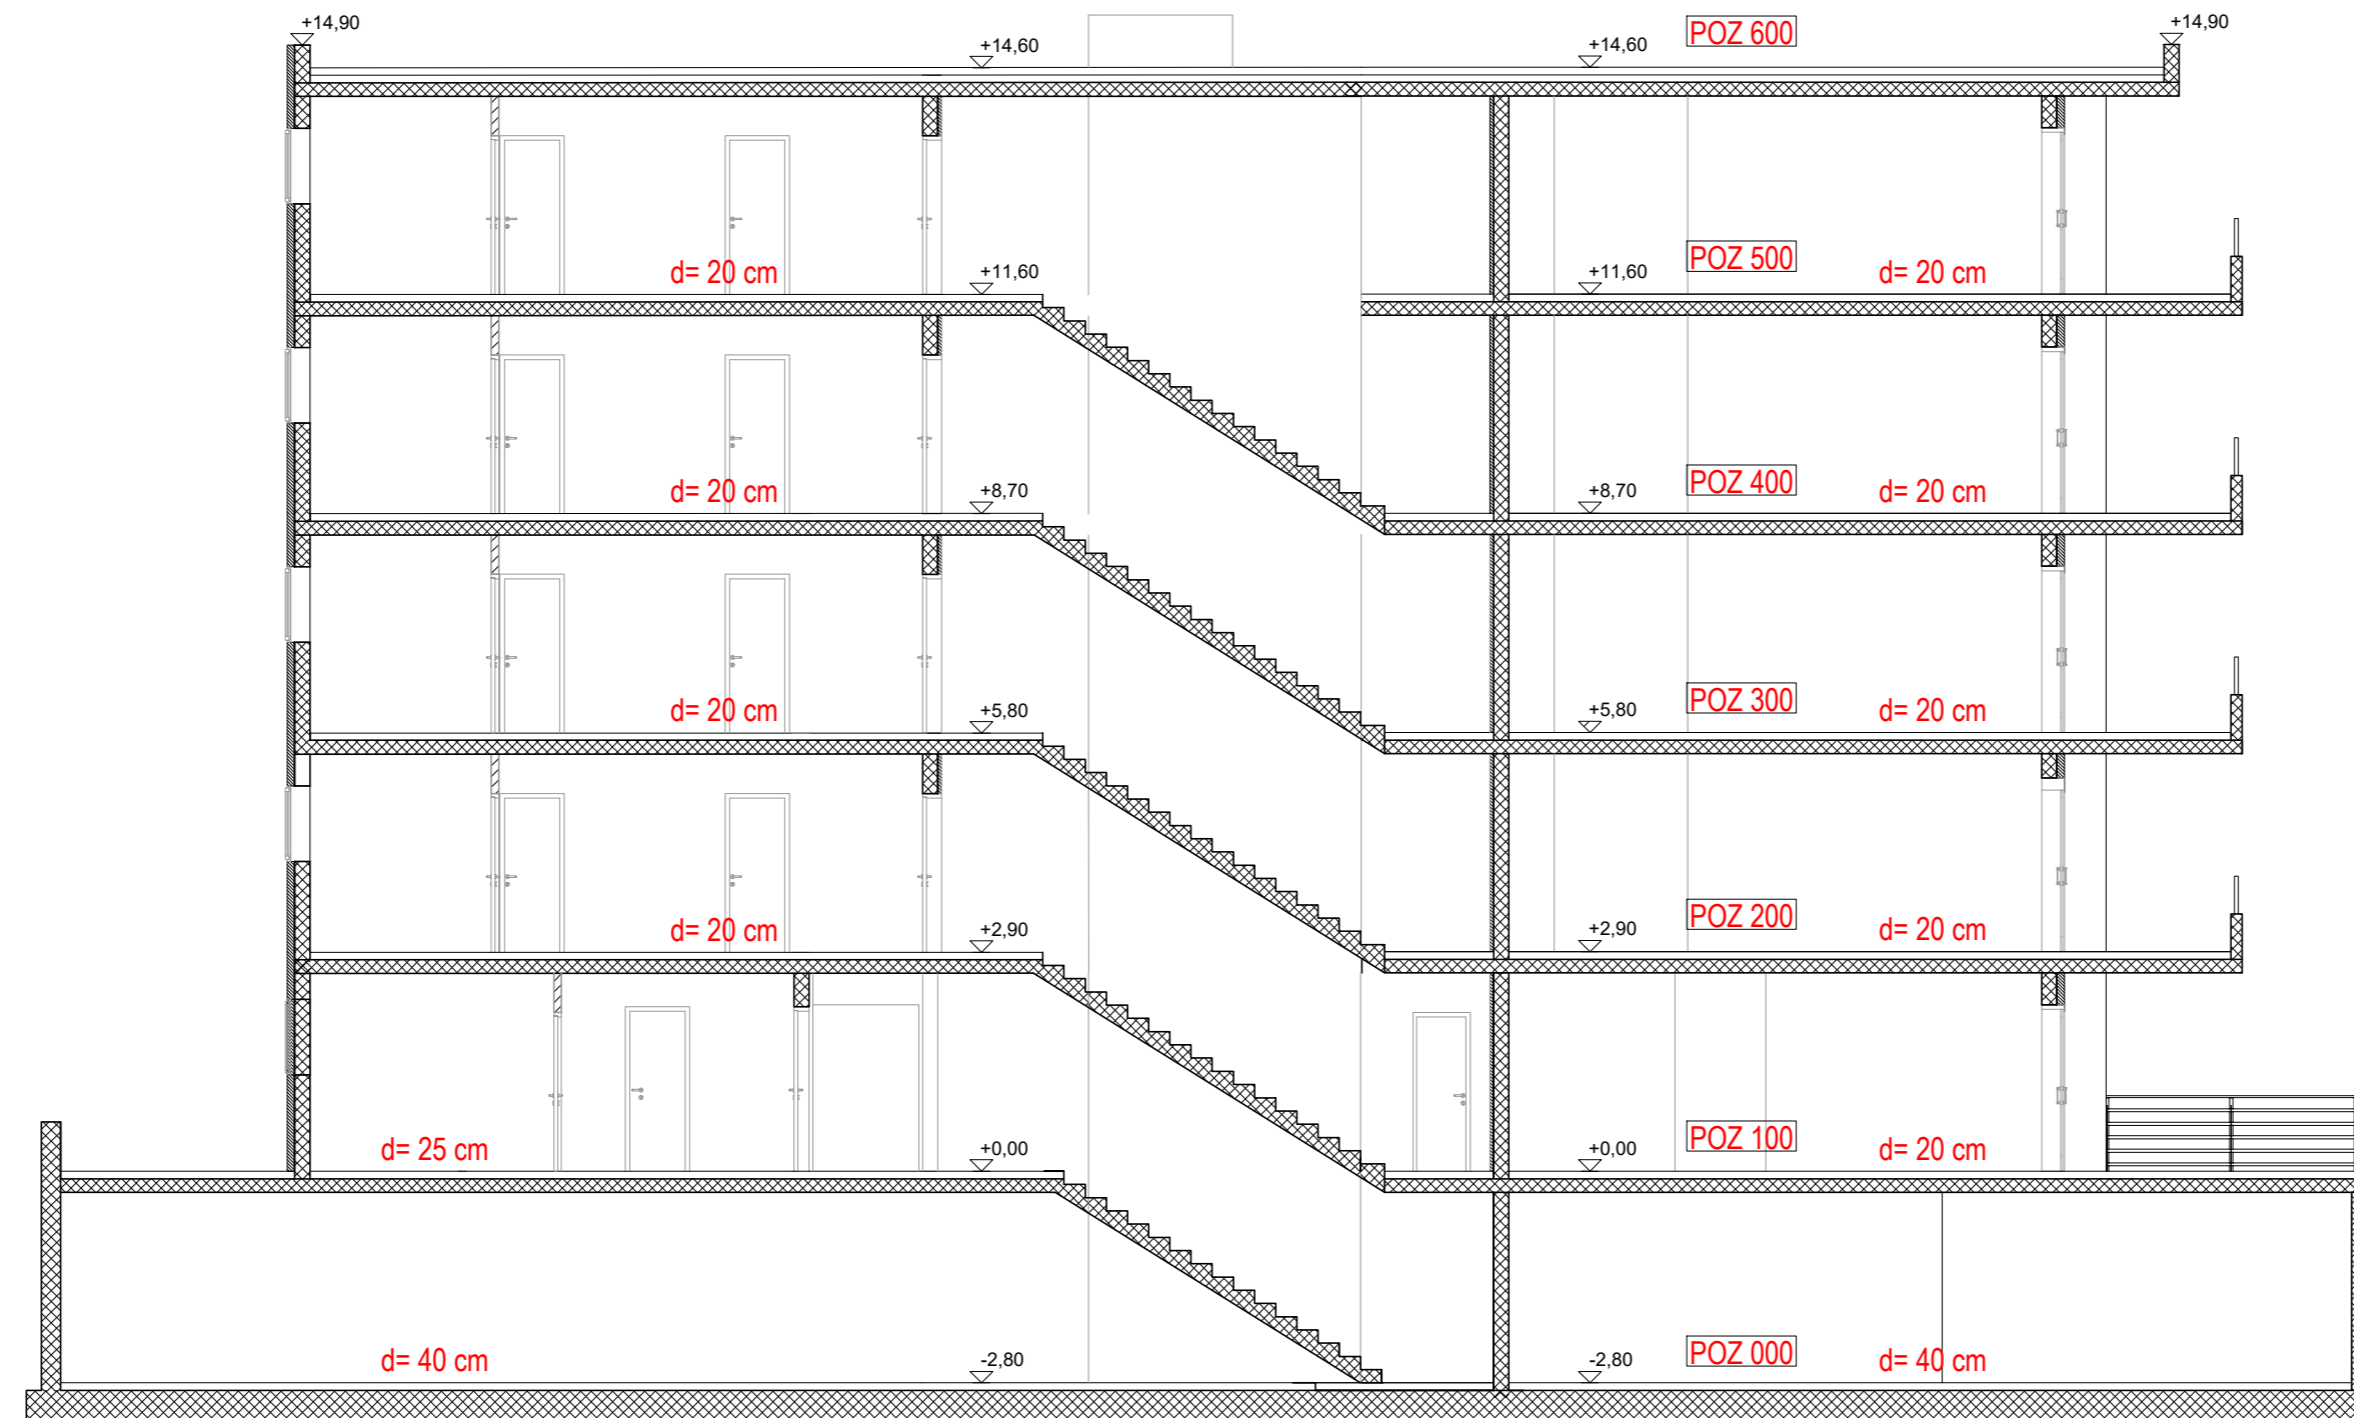 +14,90
+14,60
+14,60
POZ 600
+14,90
d= 20 cm
+11,60
+11,60
POZ 500
d= 20 cm
d= 20 cm
+8,70
+8,70
POZ 400
d= 20 cm
d= 20 cm
+5,80
+5,80
POZ 300
d= 20 cm
d= 20 cm
+2,90
+2,90
POZ 200
d= 20 cm
d= 25 cm
+0,00
+0,00
POZ 100
d= 20 cm
d= 40 cm
-2,80
-2,80
POZ 000
d= 40 cm